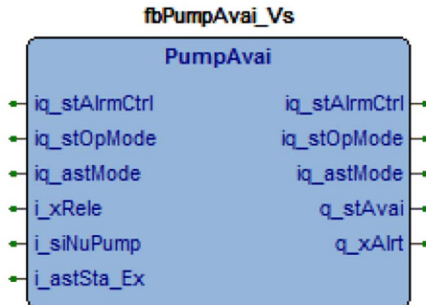 fbPumpAvai_Vs
PumpAvai
iq_stAlrmCtrl iq_stAlrmCtrl
iq_stOpMode iq_stOpMode
iq_astMode iq_astMode
i_xRele q_stAvai
i_siNuPump q_xAlrt
i_astSta_Ex